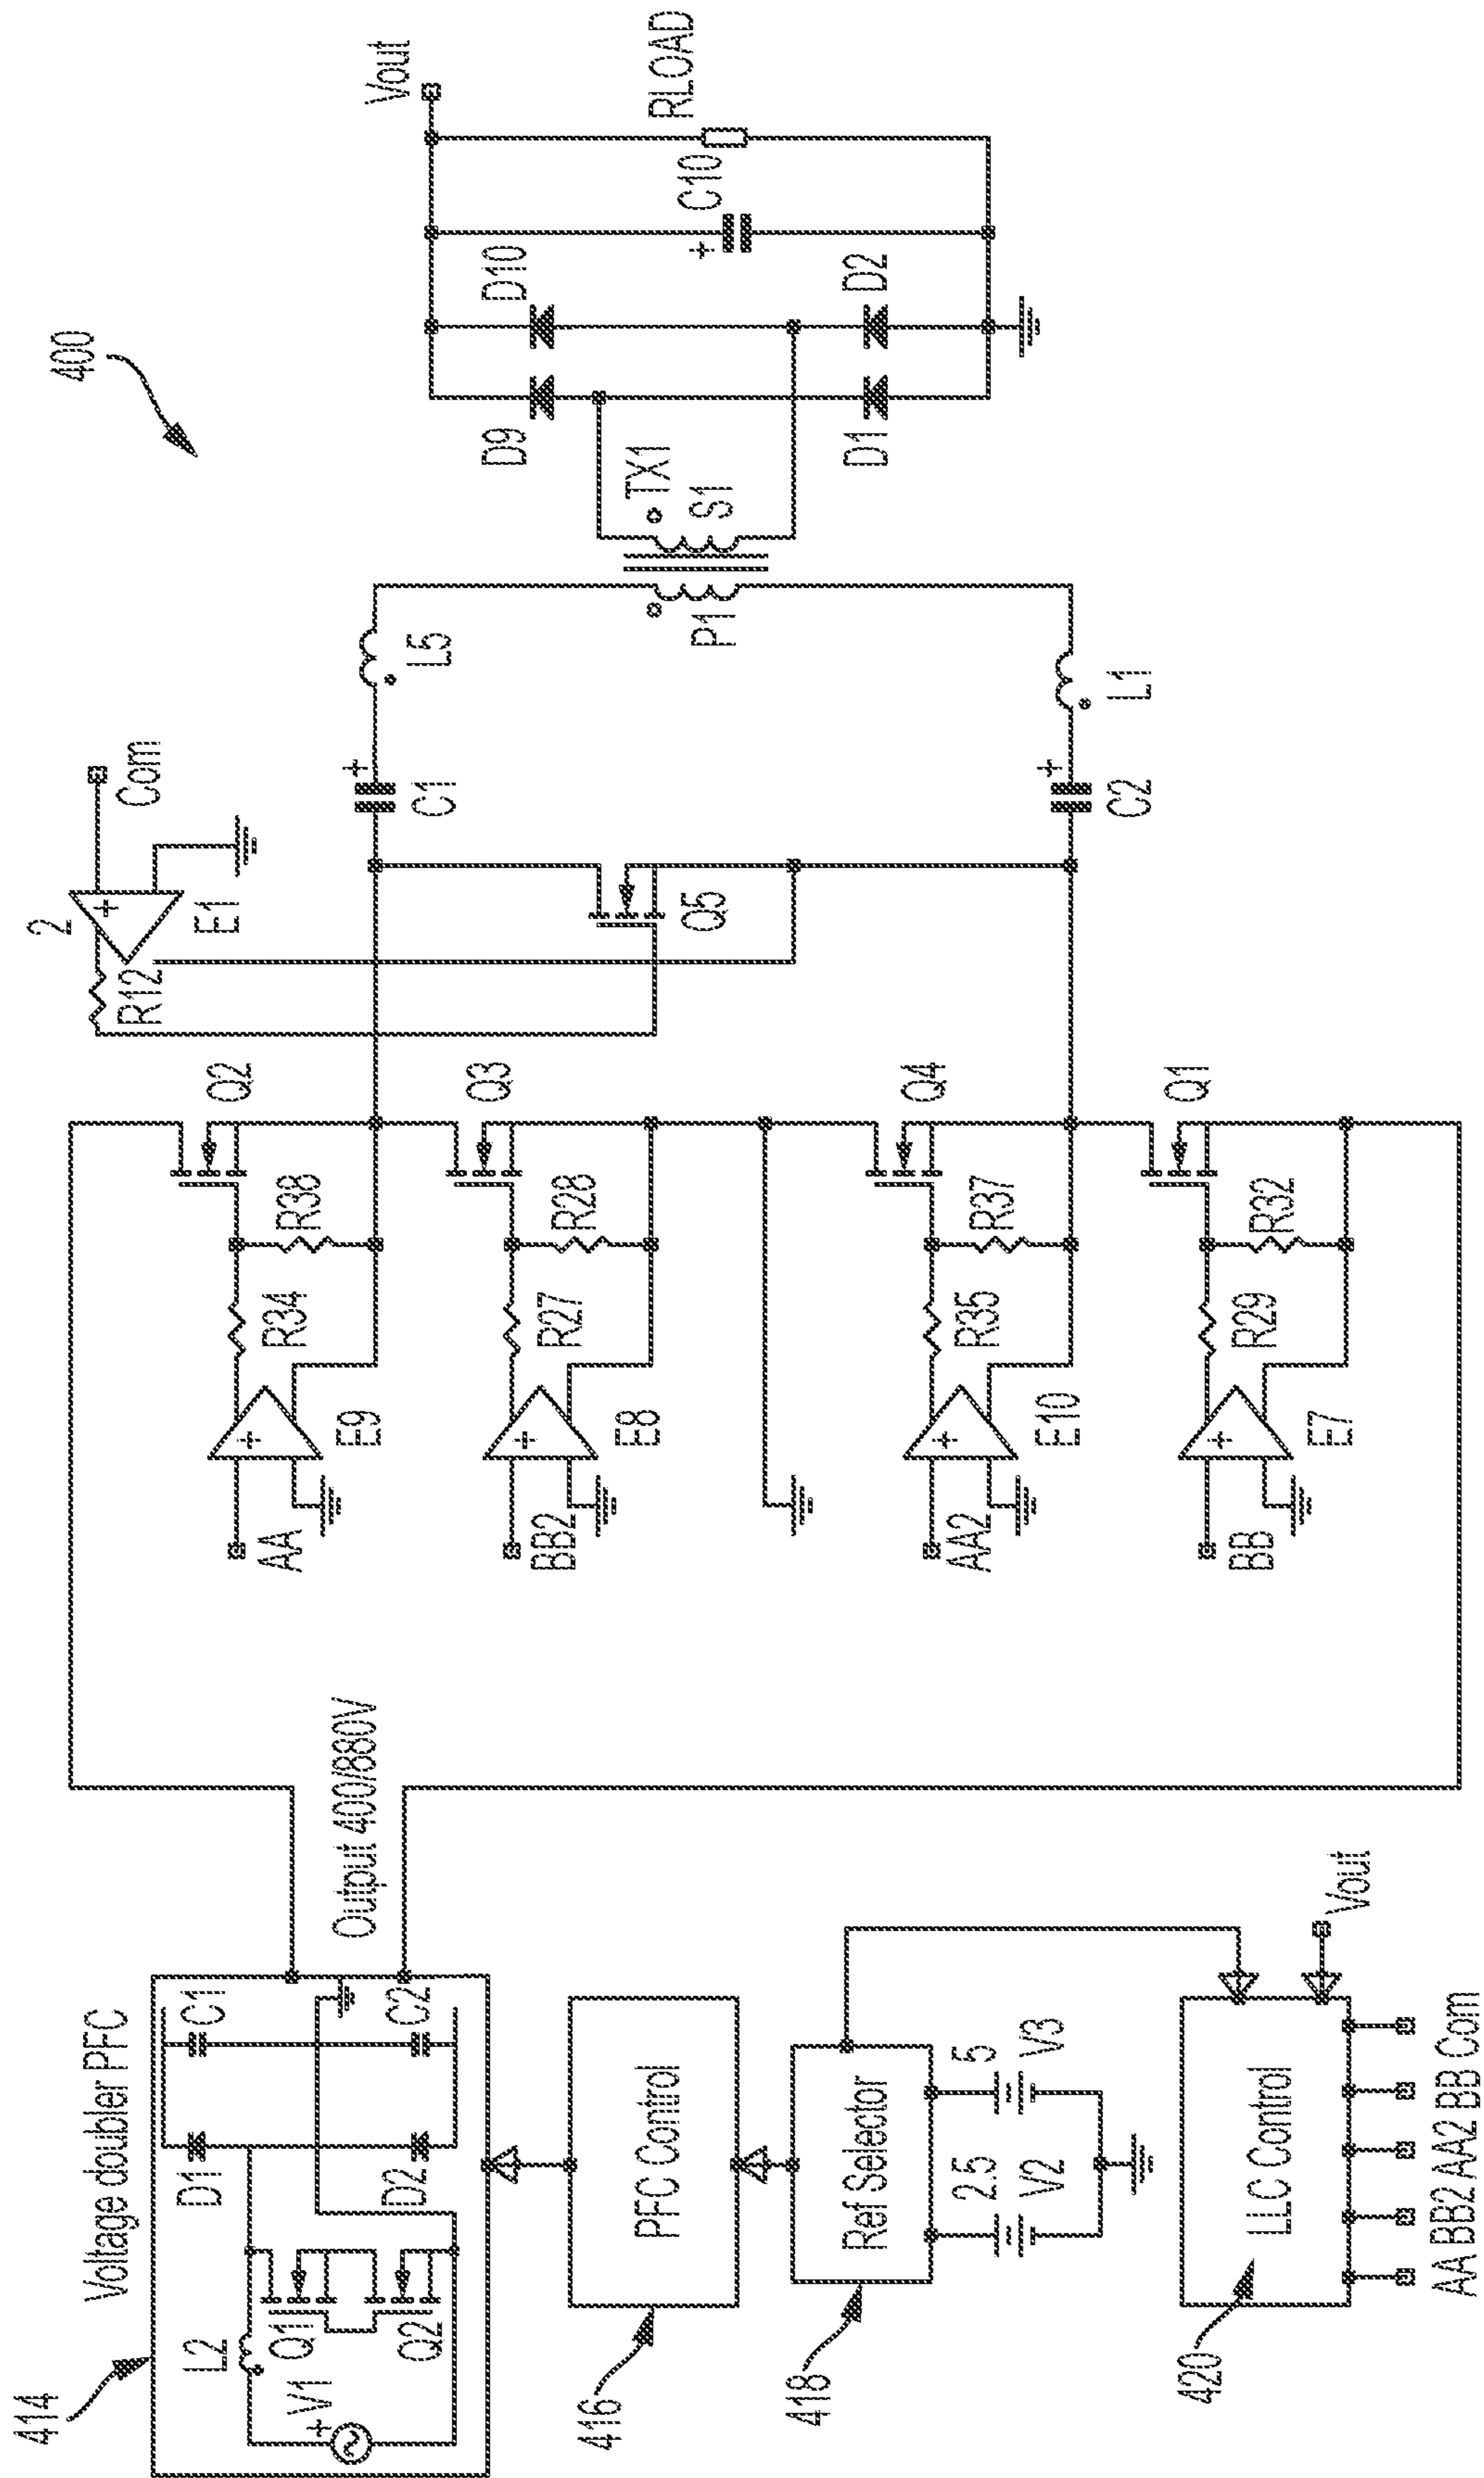 400
414
Voltage doubler PFC
L2
V1
+
Q1
Q2
D1
D2
C1
C2
Output 400/880V
416
PFC Control
418
Ref Selector
2.5
V2
5
V3
420
LLC Control
Vout
AA BB2 AA2 BB Com
AA
+
E9
R34
R38
Q2
BB2
+
E8
R27
R28
Q3
AA2
+
E10
R35
R37
Q4
BB
+
E7
R29
R32
Q1
2
R12
+
E1
Com
Q5
+
C1
L5
+
C2
L1
P1
TX1
S1
D9
D10
D1
D2
+
C10
RLOAD
Vout